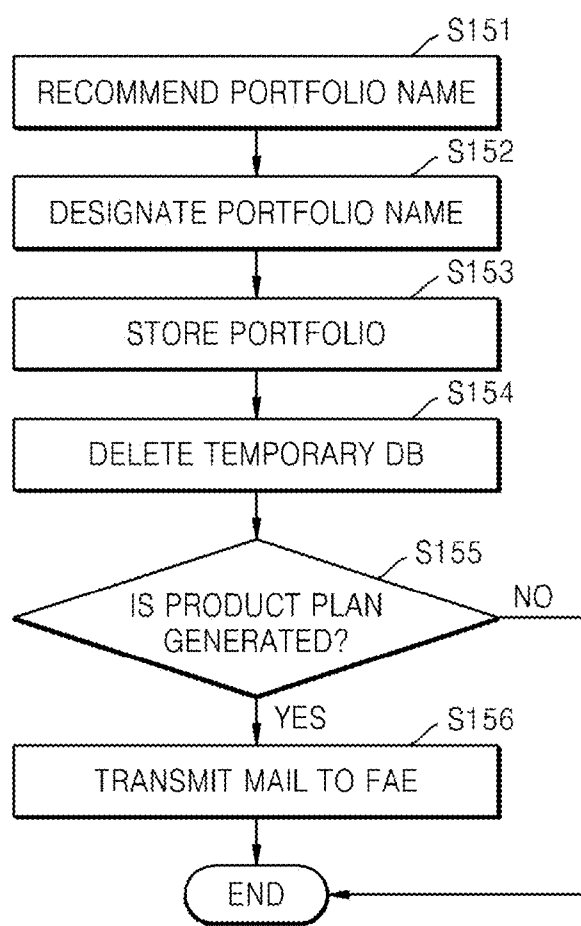 S151
RECOMMEND PORTFOLIO NAME
S152
DESIGNATE PORTFOLIO NAME
S153
STORE PORTFOLIO
S154
DELETE TEMPORARY DB
S155
IS PRODUCT PLAN
GENERATED?
NO
YES
S156
TRANSMIT MAIL TO FAE
END